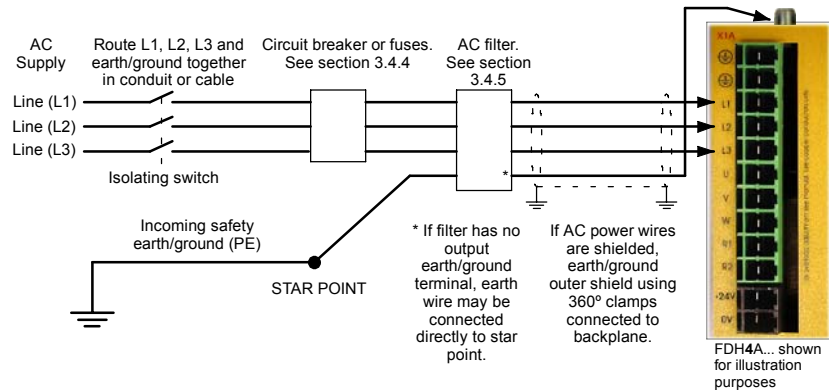 AC
Supply
Route L1, L2, L3 and
earth/ground together
in conduit or cable
Circuit breaker or fuses.
See section 3.4.4
AC filter.
See section
3.4.5
Line (L1)
Line (L2)
Line (L3)
Isolating switch
*
Incoming safety
earth/ground (PE)
STAR POINT
* If filter has no
output
earth/ground
terminal, earth
wire may be
connected
directly to star
point.
If AC power wires
are shielded,
earth/ground
outer shield using
360º clamps
connected to
backplane.
X1A
L1
L2
L3
U
V
W
R1
R2
+24V
0V
FDH4A... shown
for illustration
purposes